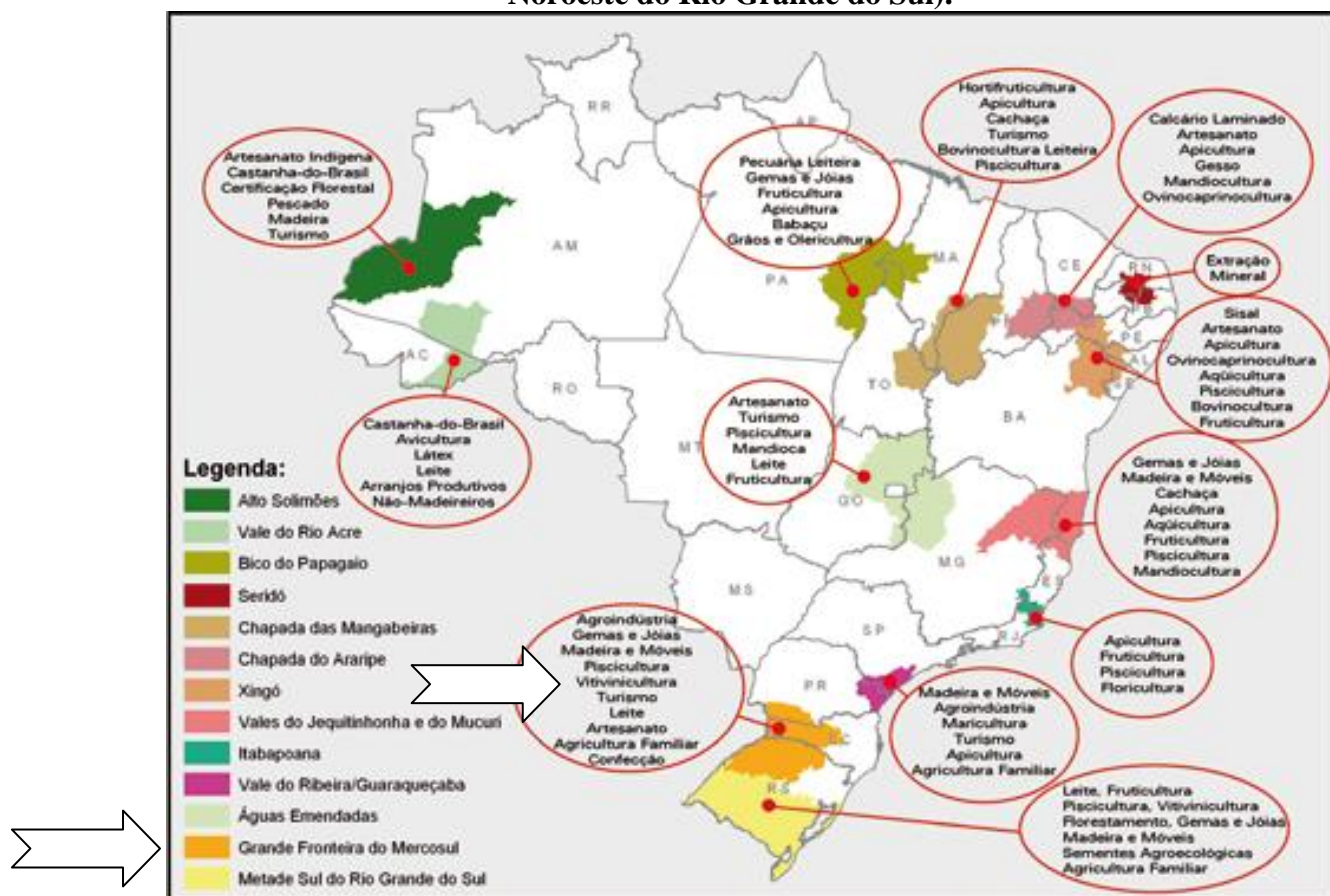 Noroeste do Rio Grande do Sul).
RR
AP
AM
PA
MA
CE
RN
PI
PB
PE
AL
SE
AC
RO
TO
BA
MT
GO
MG
ES
MS
SP
RJ
PR
SC
RS
Artesanato Indígena
Castanha-do-Brasil
Certificação Florestal
Pescado
Madeira
Turismo
Pecuária Leiteira
Gemas e Jóias
Fruticultura
Apicultura
Babaçu
Grãos e Olericultura
Hortifruticultura
Apicultura
Cachaça
Turismo
Bovinocultura Leiteira
Piscicultura
Calcário Laminado
Artesanato
Apicultura
Gesso
Mandiocultura
Ovinocaprinocultura
Extração
Mineral
Sisal
Artesanato
Apicultura
Ovinocaprinocultura
Aqüicultura
Piscicultura
Bovinocultura
Fruticultura
Castanha-do-Brasil
Avicultura
Látex
Leite
Arranjos Produtivos
Não-Madeireiros
Artesanato
Turismo
Piscicultura
Mandioca
Leite
Fruticultura
Gemas e Jóias
Madeira e Móveis
Cachaça
Apicultura
Aqüicultura
Fruticultura
Piscicultura
Mandiocultura
Apicultura
Fruticultura
Piscicultura
Floricultura
Agroindústria
Gemas e Jóias
Madeira e Móveis
Piscicultura
Vitivinicultura
Turismo
Leite
Artesanato
Agricultura Familiar
Confecção
Madeira e Móveis
Agroindústria
Maricultura
Turismo
Apicultura
Agricultura Familiar
Leite, Fruticultura
Piscicultura, Vitivinicultura
Florestamento, Gemas e Jóias
Madeira e Móveis
Sementes Agroecológicas
Agricultura Familiar
Legenda:
Alto Solimões
Vale do Rio Acre
Bico do Papagaio
Seridó
Chapada das Mangabeiras
Chapada do Araripe
Xingó
Vales do Jequitinhonha e do Mucuri
Itabapoana
Vale do Ribeira/Guaraqueçaba
Águas Emendadas
Grande Fronteira do Mercosul
Metade Sul do Rio Grande do Sul